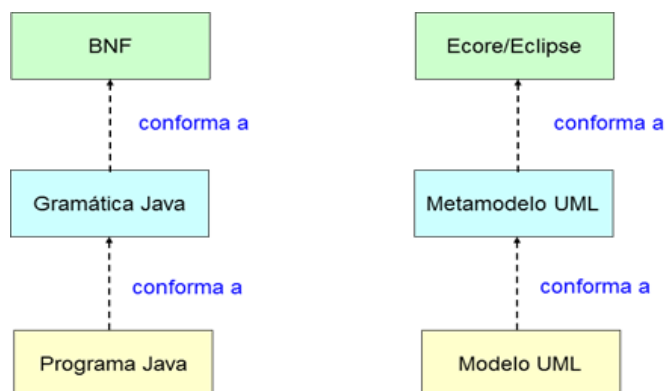 BNF
Ecore/Eclipse
conforma a
conforma a
Gramática Java
Metamodelo UML
conforma a
conforma a
Programa Java
Modelo UML